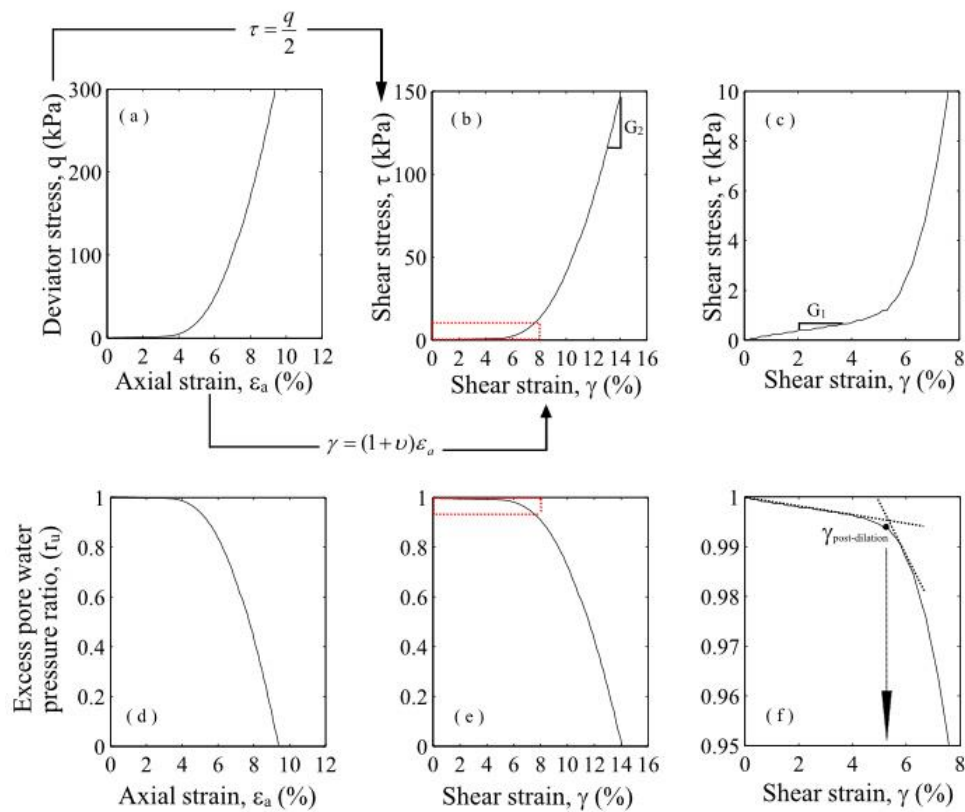 τ = q/2
300
200
100
0
0 2 4 6 8 10 12
( a )
Deviator stress, q (kPa)
Axial strain, εa (%)
150
100
50
0
0 2 4 6 8 10 12 14 16
( b )
G2
Shear stress, τ (kPa)
Shear strain, γ (%)
10
8
6
4
2
0
0 2 4 6 8
( c )
G1
Shear stress, τ (kPa)
Shear strain, γ (%)
γ = (1+υ)εa
1
0.8
0.6
0.4
0.2
0
0 2 4 6 8 10 12
( d )
Excess pore water
pressure ratio, (ru)
Axial strain, εa (%)
1
0.8
0.6
0.4
0.2
0
0 2 4 6 8 10 12 14 16
( e )
Shear strain, γ (%)
1
0.99
0.98
0.97
0.96
0.95
0 2 4 6 8
γpost-dilation
( f )
Shear strain, γ (%)